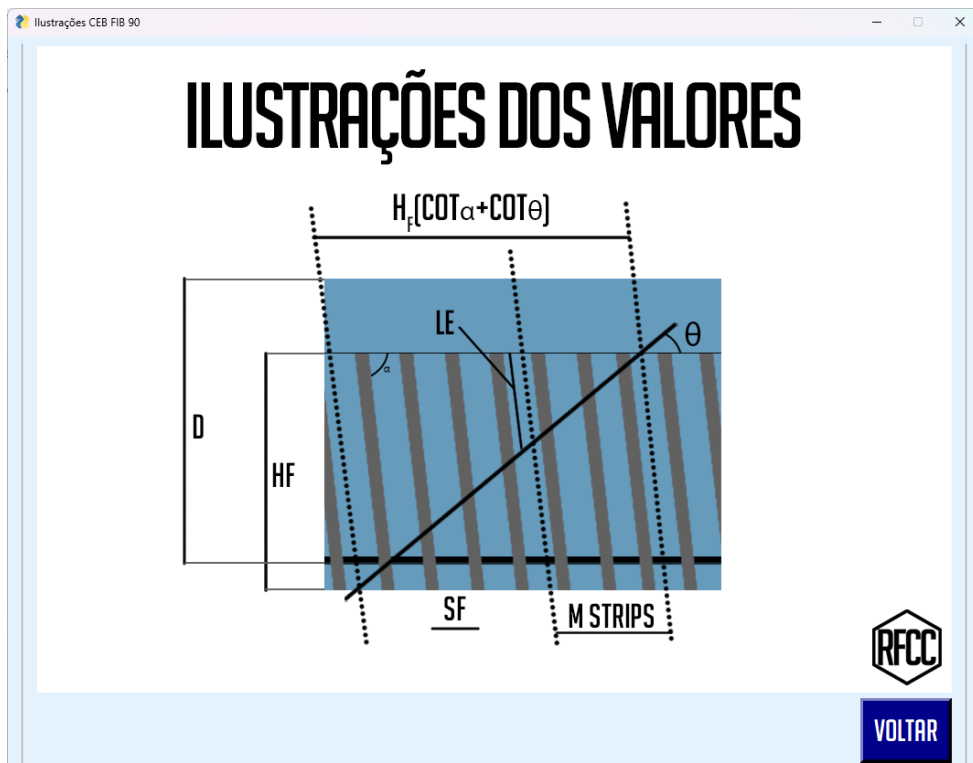 Ilustrações CEB FIB 90
ILUSTRAÇÕES DOS VALORES
HF(COTα+COTθ)
LE
θ
α
D
HF
SF
M STRIPS
RFCC
VOLTAR